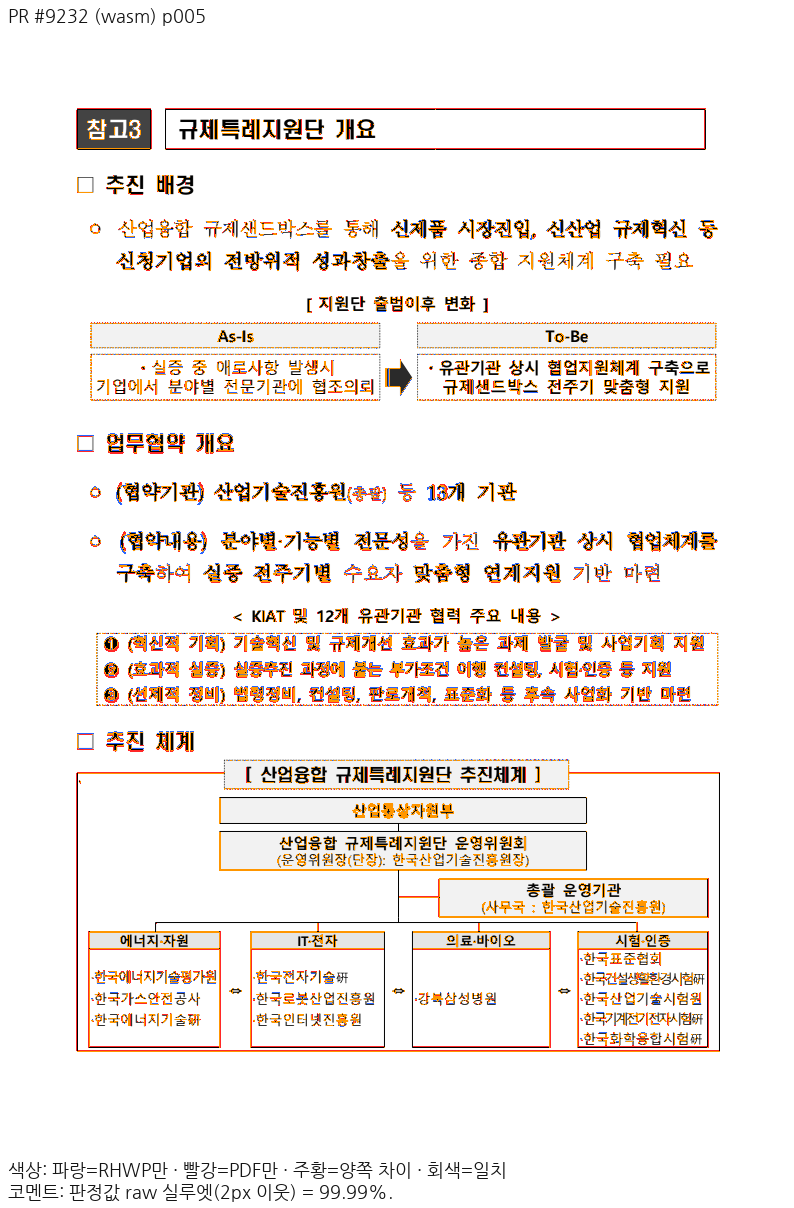 PR #9232 (wasm) p005
참고3 규제특례지원단 개요
□ 추진 배경
○ 산업융합 규제샌드박스를 통해 신제품 시장진입, 신산업 규제혁신 등
신청기업의 전방위적 성과창출을 위한 종합 지원체계 구축 필요
[ 지원단 출범이후 변화 ]
As-Is
To-Be
· 실증 중 애로사항 발생시
기업에서 분야별 전문기관에 협조의뢰
· 유관기관 상시 협업지원체계 구축으로
규제샌드박스 전주기 맞춤형 지원
□ 업무협약 개요
○ (협약기관) 산업기술진흥원(총괄) 등 13개 기관
○ (협약내용) 분야별·기능별 전문성을 가진 유관기관 상시 협업체계를
구축하여 실증 전주기별 수요자 맞춤형 연계지원 기반 마련
< KIAT 및 12개 유관기관 협력 주요 내용 >
❶ (혁신적 기획) 기술혁신 및 규제개선 효과가 높은 과제 발굴 및 사업기획 지원
❷ (효과적 실증) 실증추진 과정에 붙는 부가조건 이행 컨설팅, 시험·인증 등 지원
❸ (선제적 정비) 법령정비, 컨설팅, 판로개척, 표준화 등 후속 사업화 기반 마련
□ 추진 체계
[ 산업융합 규제특례지원단 추진체계 ]
산업통상자원부
산업융합 규제특례지원단 운영위원회
(운영위원장(단장): 한국산업기술진흥원장)
총괄 운영기관
(사무국 : 한국산업기술진흥원)
에너지·자원
·한국에너지기술평가원
·한국가스안전공사
·한국에너지기술硏
⇔
IT·전자
·한국전자기술硏
·한국로봇산업진흥원
·한국인터넷진흥원
⇔
의료·바이오
·강북삼성병원
⇔
시험·인증
·한국표준협회
·한국건설생활환경시험硏
·한국산업기술시험원
·한국기계전기전자시험硏
·한국화학융합시험硏
색상: 파랑=RHWP만 · 빨강=PDF만 · 주황=양쪽 차이 · 회색=일치
코멘트: 판정값 raw 실루엣(2px 이웃) = 99.99%.